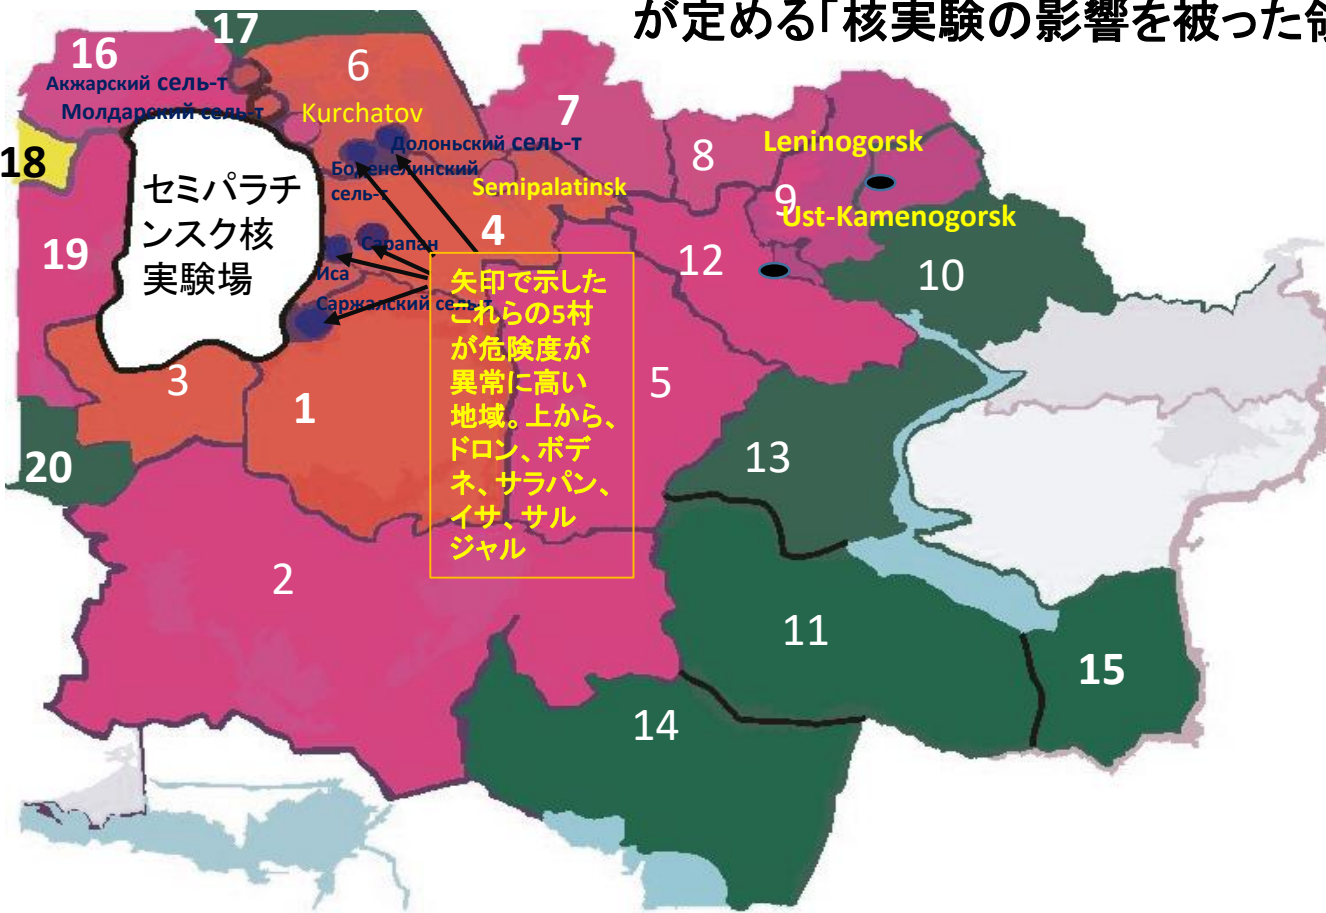 が定める「核実験の影響を被った領
16
17
6
Акжарский сель-т
Молдарский сель-т
Kurchatov
7
Долоньский сель-т
8
Leninogorsk
18
セミパラチ
ンスク核
実験場
Боденелинский
сель-т
Semipalatinsk
9
Ust-Kamenogorsk
19
4
Сарапан
12
10
Иса
Саржалский сель-т
矢印で示した
これらの5村
が危険度が
異常に高い
地域。上から、
ドロン、ボデ
ネ、サラパン、
イサ、サル
ジャル
3
1
5
20
13
2
11
15
14